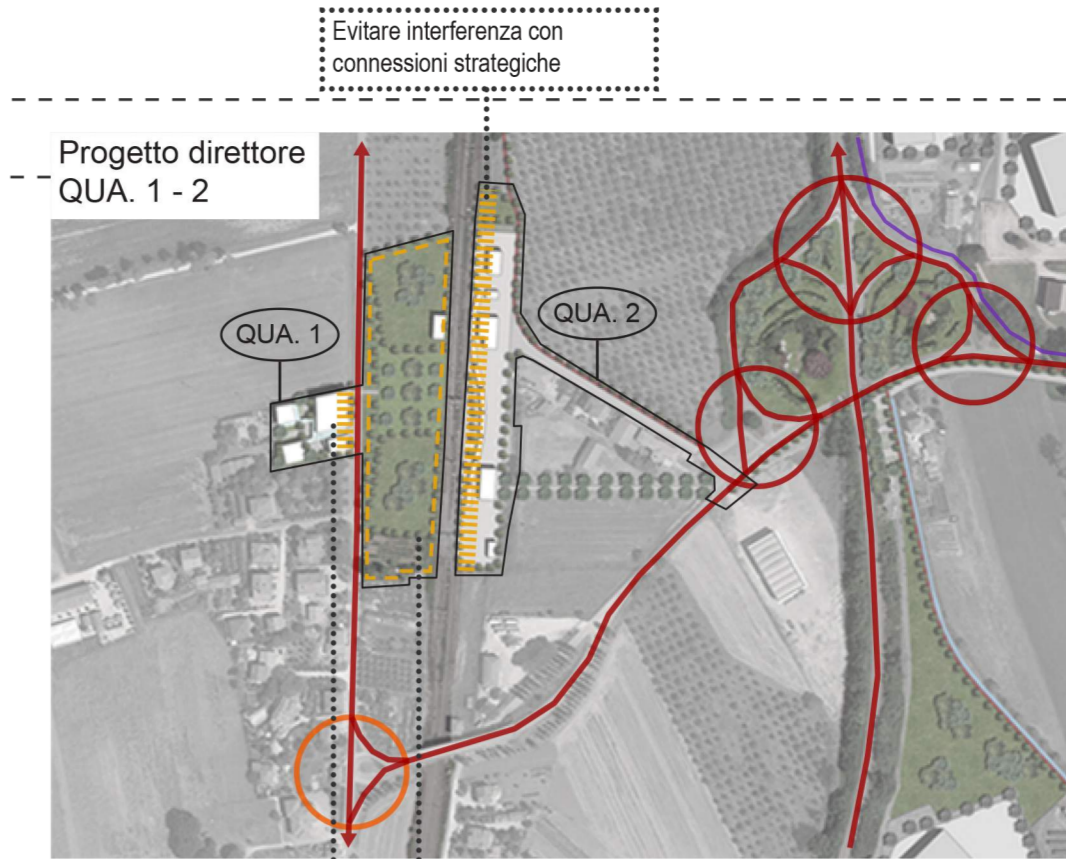 Evitare interferenza con
connessioni strategiche
Progetto direttore
QUA. 1 - 2
QUA. 1
QUA. 2